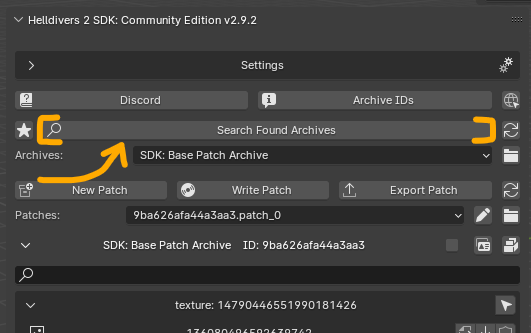 Helldivers 2 SDK: Community Edition v2.9.2
Settings
Discord
Archive IDs
Search Found Archives
Archives: SDK: Base Patch Archive
New Patch
Write Patch
Export Patch
Patches: 9ba626afa44a3aa3.patch_0
SDK: Base Patch Archive ID: 9ba626afa44a3aa3
texture: 14790446551990181426